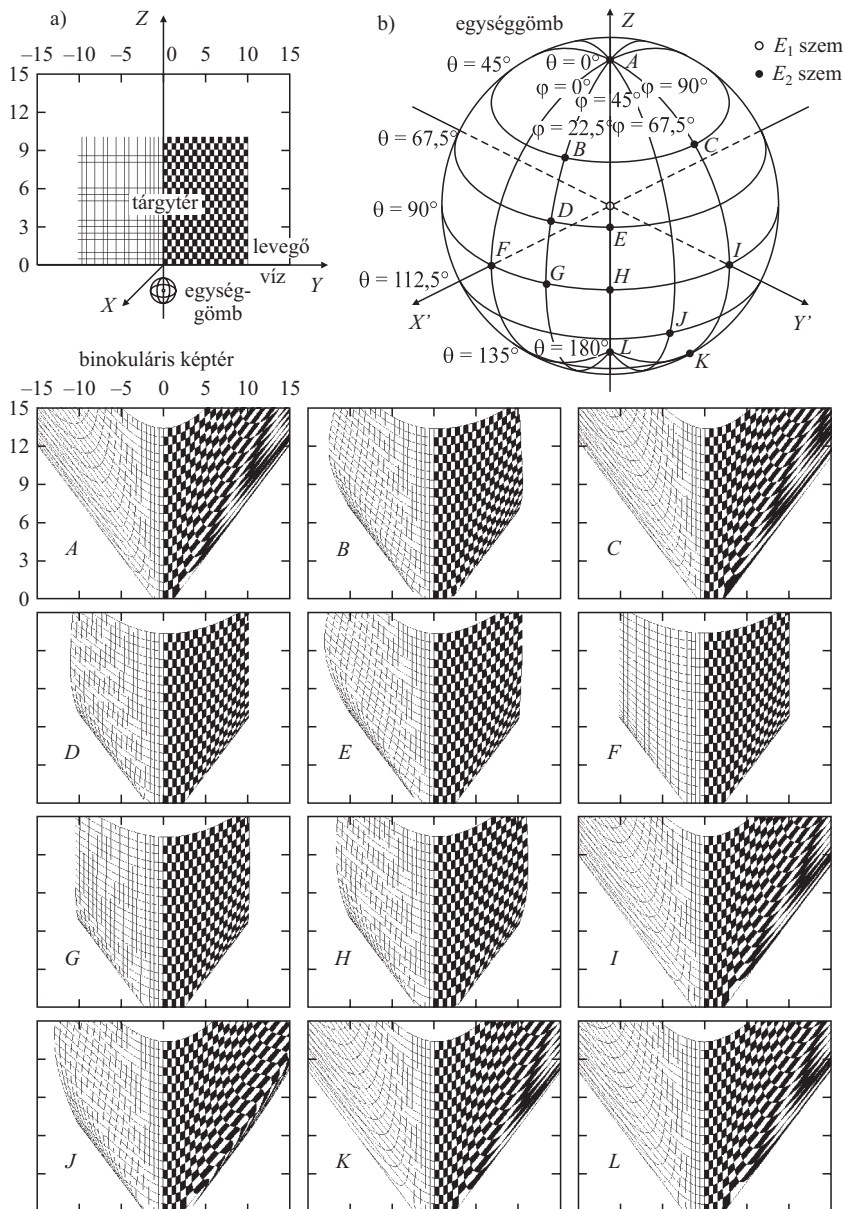 a)
Z
−15 −10 −5 0 5 10 15
15
12
9
6
3
0
tárgytér
levegő
víz
X
Y
egység-
gömb
b)
egységgömb
Z
E1 szem
E2 szem
θ = 45°
θ = 0°
A
φ = 0°
φ = 90°
φ = 45°
θ = 67,5°
φ = 22,5°
φ = 67,5°
B
C
θ = 90°
D
E
F
I
θ = 112,5°
G
H
X’
Y’
J
θ = 135°
θ = 180°
L
K
binokuláris képtér
−15 −10 −5 0 5 10 15
15
12
9
6
3
0
A
B
C
D
E
F
G
H
I
J
K
L